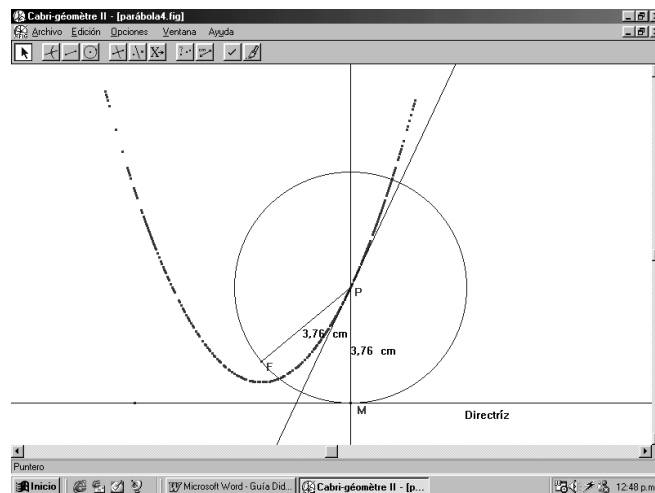 Cabri-géomètre II - [parábola4.fig]
Archivo Edición Opciones Ventana Ayuda
P
3,76 cm
3,76 cm
F
M
Directríz
Puntero
Inicio Microsoft Word - Guía Did... Cabri-géomètre II - [p... 12:48 p.m.